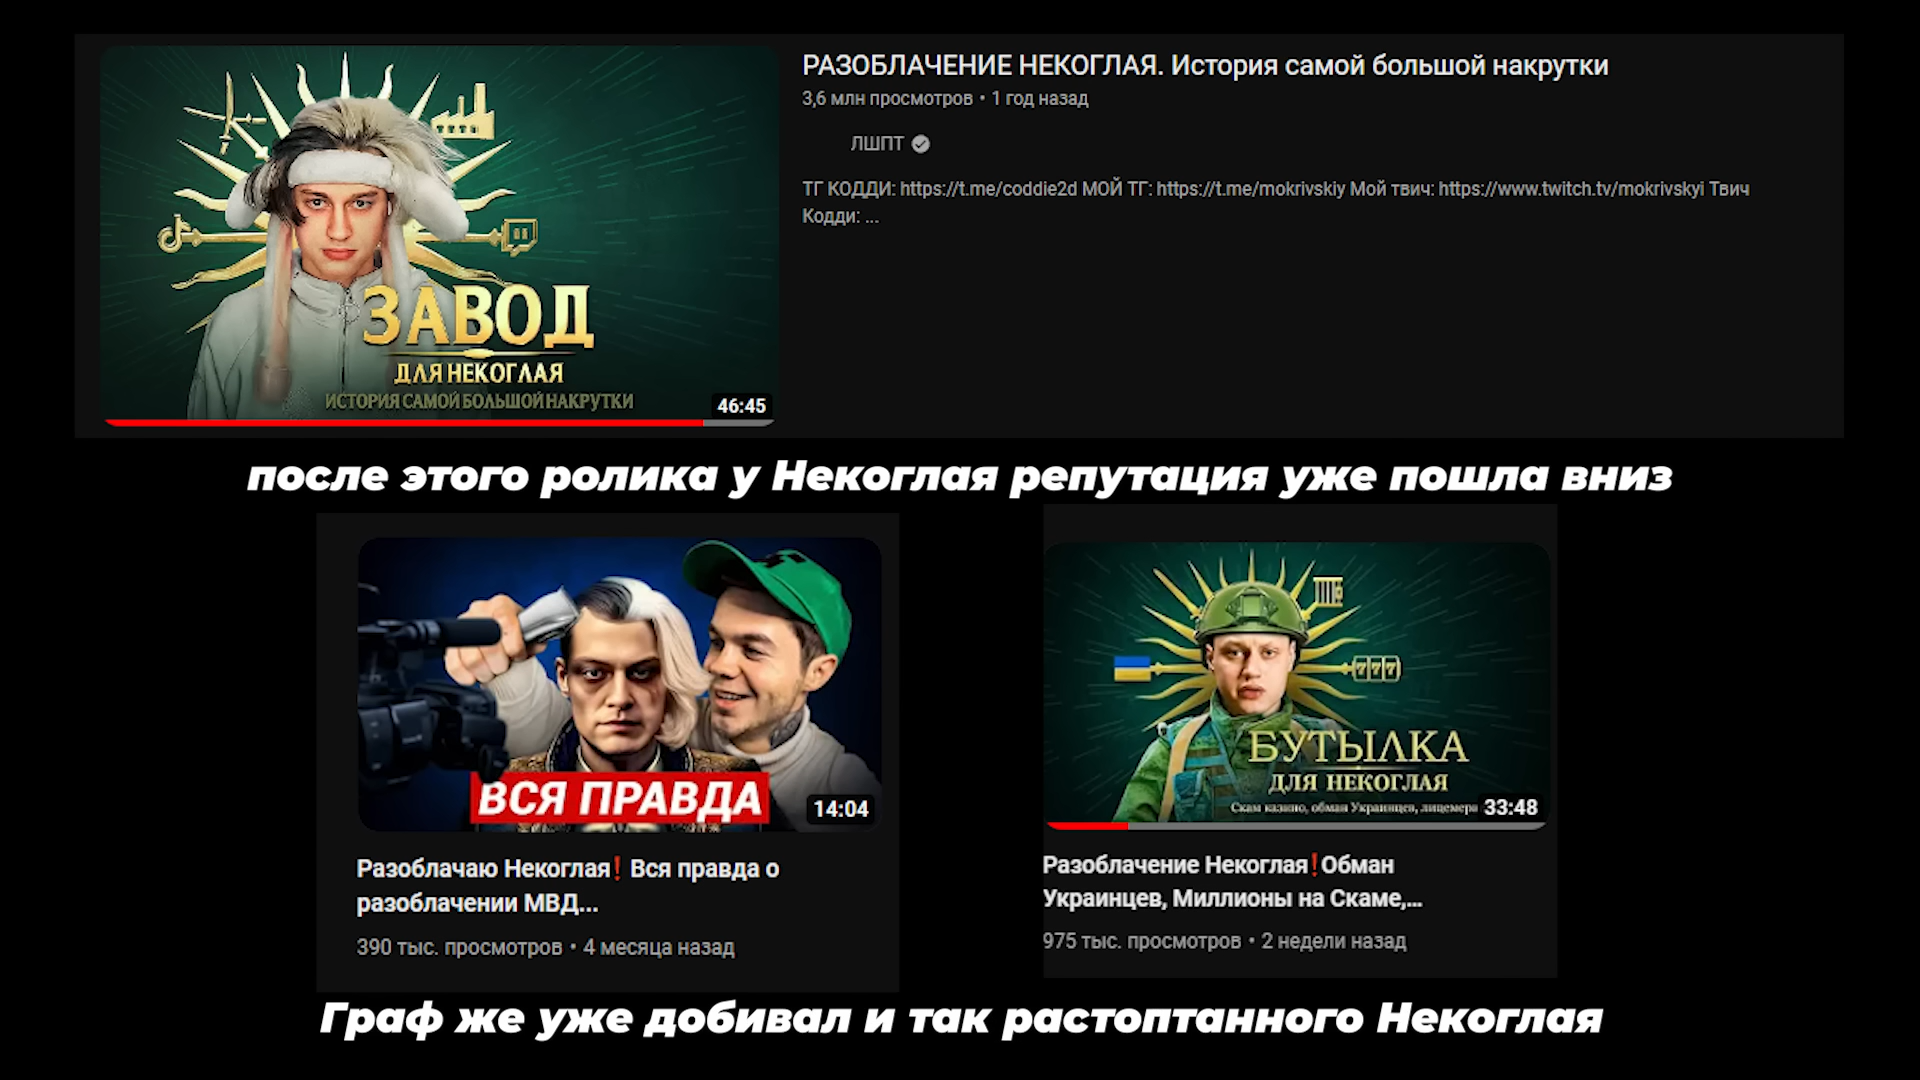 РАЗОБЛАЧЕНИЕ НЕКОГЛАЯ. История самой большой накрутки
3,6 млн просмотров • 1 год назад
ЛШПТ
ТГ КОДДИ: https://t.me/coddie2d МОЙ ТГ: https://t.me/mokrivskiy Мой твич: https://www.twitch.tv/mokrivskyi Твич
Кодди: ...
ЗАВОД
ДЛЯ НЕКОГЛАЯ
ИСТОРИЯ САМОЙ БОЛЬШОЙ НАКРУТКИ
46:45
после этого ролика у Некоглая репутация уже пошла вниз
ВСЯ ПРАВДА
14:04
Разоблачаю Некоглая❗ Вся правда о
разоблачении МВД...
390 тыс. просмотров • 4 месяца назад
777
БУТЫЛКА
ДЛЯ НЕКОГЛАЯ
Скам казино, обман Украинцев, лицемерие
33:48
Разоблачение Некоглая❗Обман
Украинцев, Миллионы на Скаме,...
975 тыс. просмотров • 2 недели назад
Граф же уже добивал и так растоптанного Некоглая